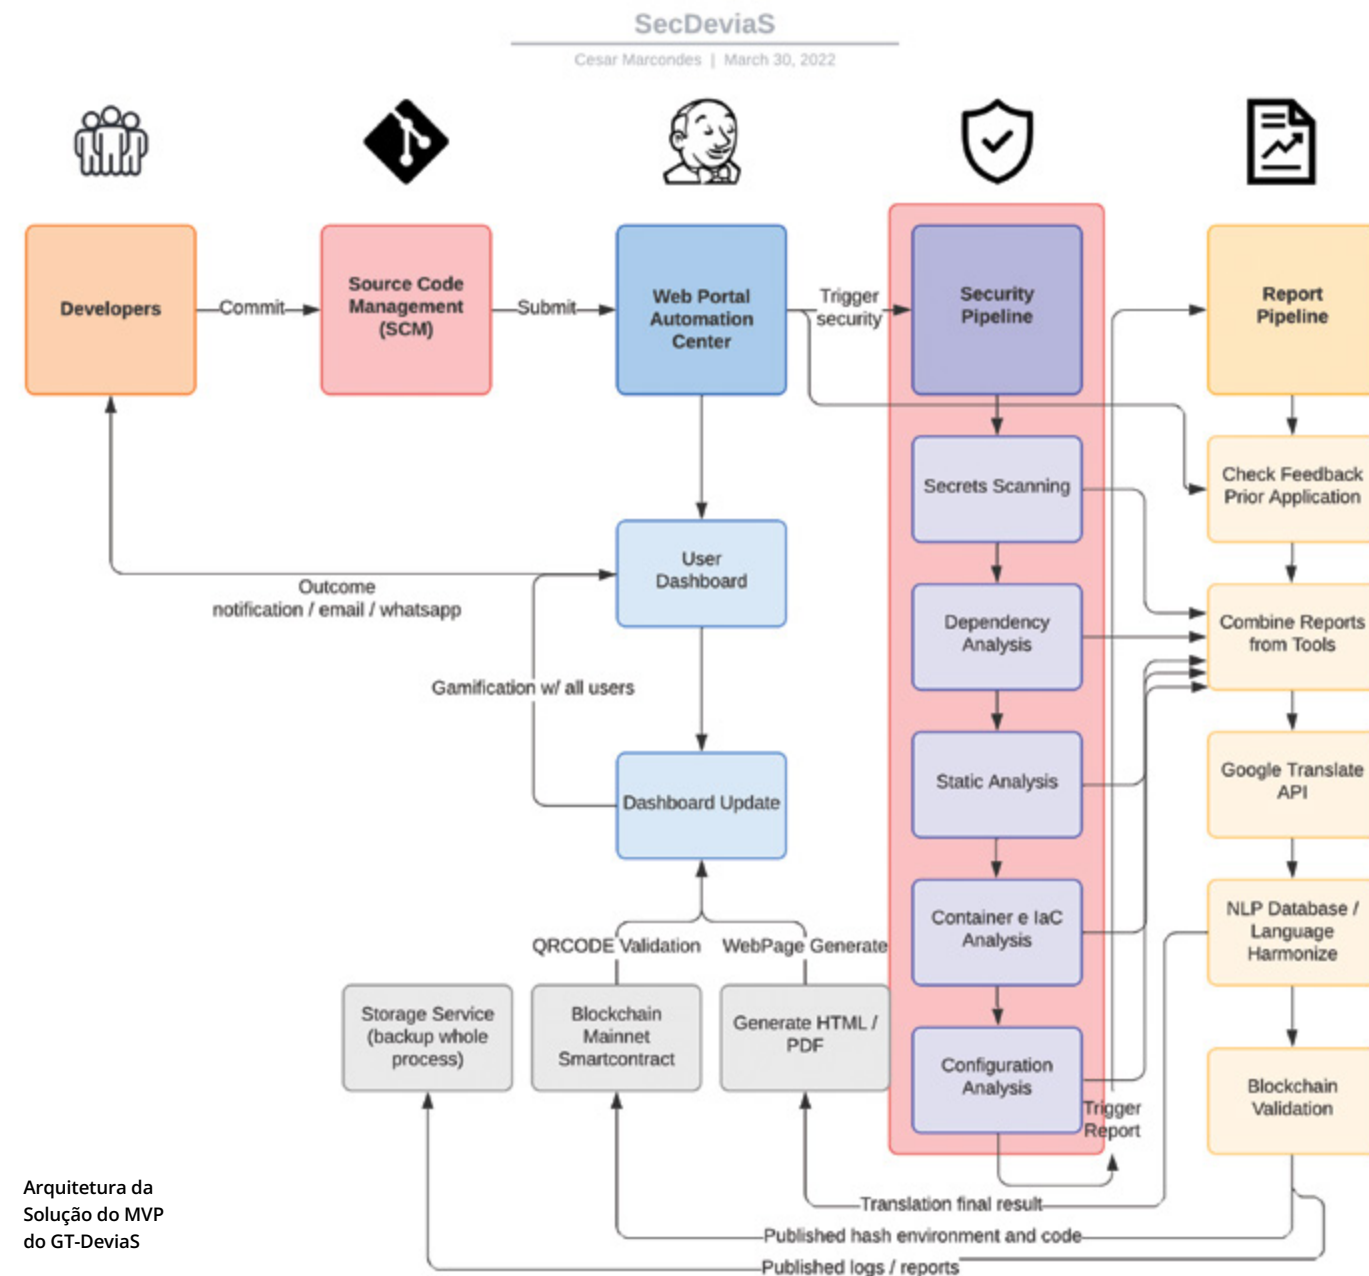 SecDeviaS
Cesar Marcondes | March 30, 2022
Developers
Commit
Source Code
Management
(SCM)
Submit
Web Portal
Automation
Center
Trigger
security
Security
Pipeline
Report
Pipeline
Secrets Scanning
Check Feedback
Prior Application
User
Dashboard
Outcome
notification / email / whatsapp
Dependency
Analysis
Combine Reports
from Tools
Gamification w/ all users
Dashboard Update
Static Analysis
Google Translate
API
Container e IaC
Analysis
NLP Database /
Language
Harmonize
QRCODE Validation
WebPage Generate
Storage Service
(backup whole
process)
Blockchain
Mainnet
Smartcontract
Generate HTML /
PDF
Configuration
Analysis
Blockchain
Validation
Trigger
Report
Translation final result
Published hash environment and code
Published logs / reports
Arquitetura da
Solução do MVP
do GT-DeviaS